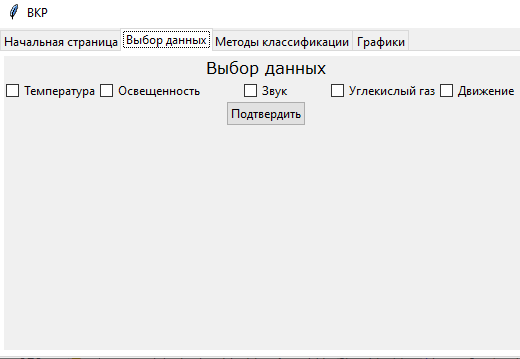 ВКР
Начальная страница Выбор данных Методы классификации Графики
Выбор данных
Температура Освещенность Звук Углекислый газ Движение
Подтвердить